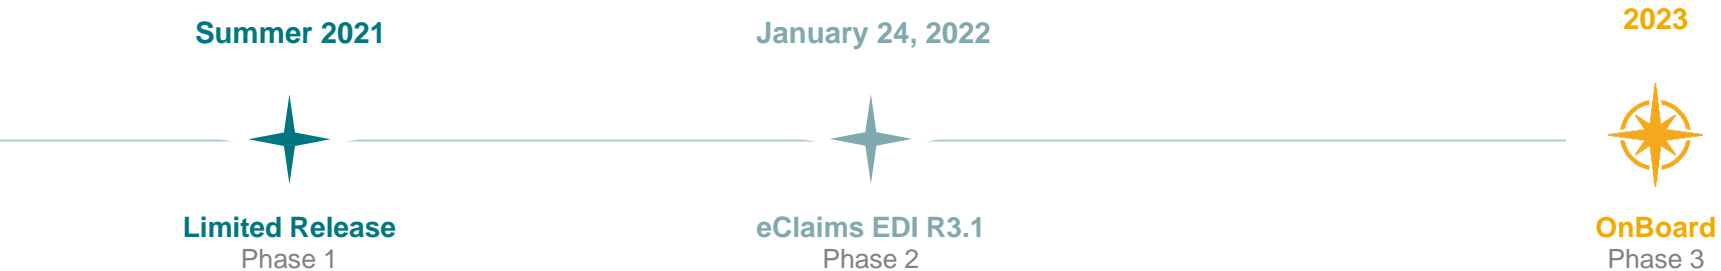 Summer 2021
January 24, 2022
2023
Limited Release
Phase 1
eClaims EDI R3.1
Phase 2
OnBoard
Phase 3